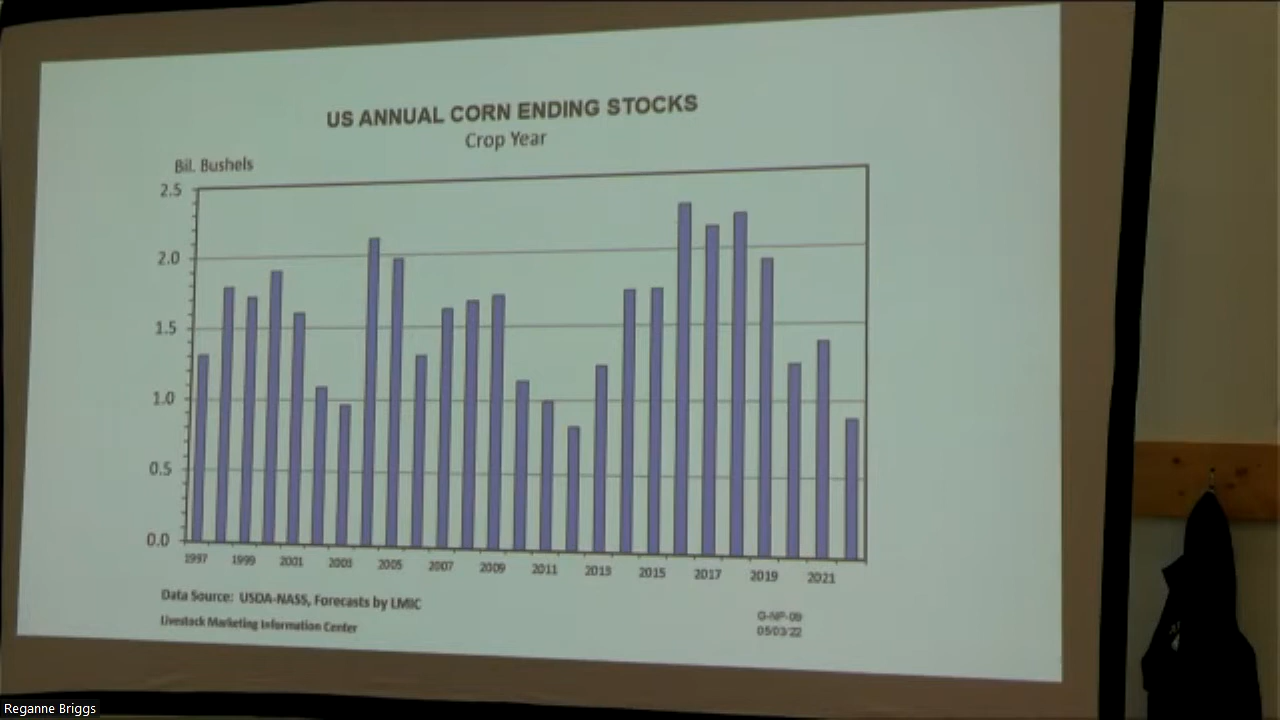 US ANNUAL CORN ENDING STOCKS
Crop Year
Bil. Bushels
2.5
2.0
1.5
1.0
0.5
0.0
1997 1999 2001 2003 2005 2007 2009 2011 2013 2015 2017 2019 2021
Data Source: USDA-NASS, Forecasts by LMIC
Livestock Marketing Information Center
G-NP-09
05/03/22
Reganne Briggs